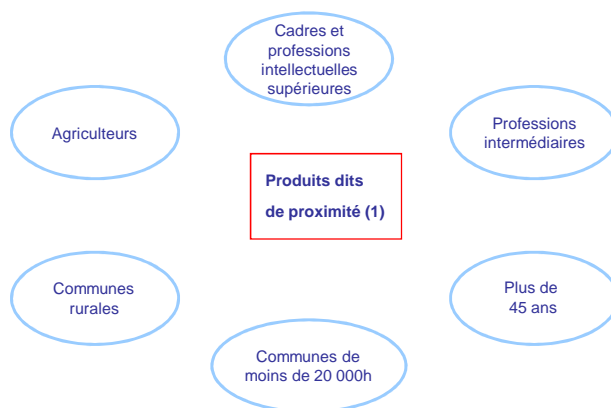 Cadres et
professions
intellectuelles
supérieures
Agriculteurs
Professions
intermédiaires
Produits dits
de proximité (1)
Communes
rurales
Plus de
45 ans
Communes de
moins de 20 000h